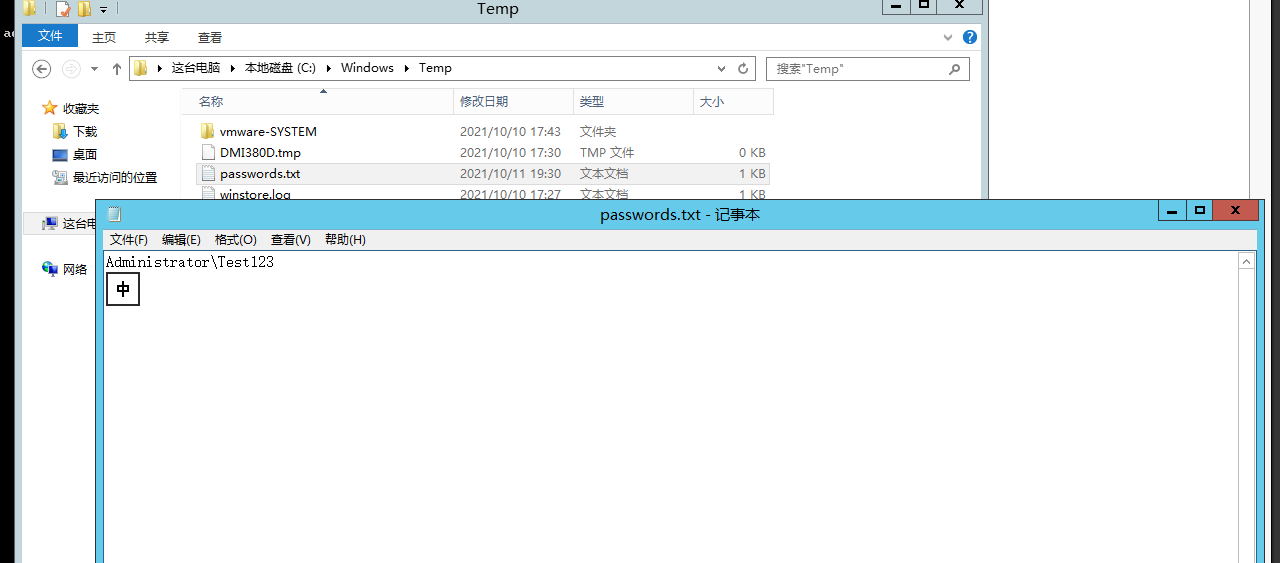 Temp
文件 主页 共享 查看
这台电脑 本地磁盘 (C:) Windows Temp 搜索"Temp"
名称 修改日期 类型 大小
收藏夹
下载
桌面
最近访问的位置
这台电
网络
vmware-SYSTEM 2021/10/10 17:43 文件夹
DMI380D.tmp 2021/10/10 17:30 TMP 文件 0 KB
passwords.txt 2021/10/11 19:30 文本文档 1 KB
winstore.log 2021/10/10 17:27 文本文档 1 KB
passwords.txt - 记事本
文件(F) 编辑(E) 格式(O) 查看(V) 帮助(H)
Administrator\Test123
中